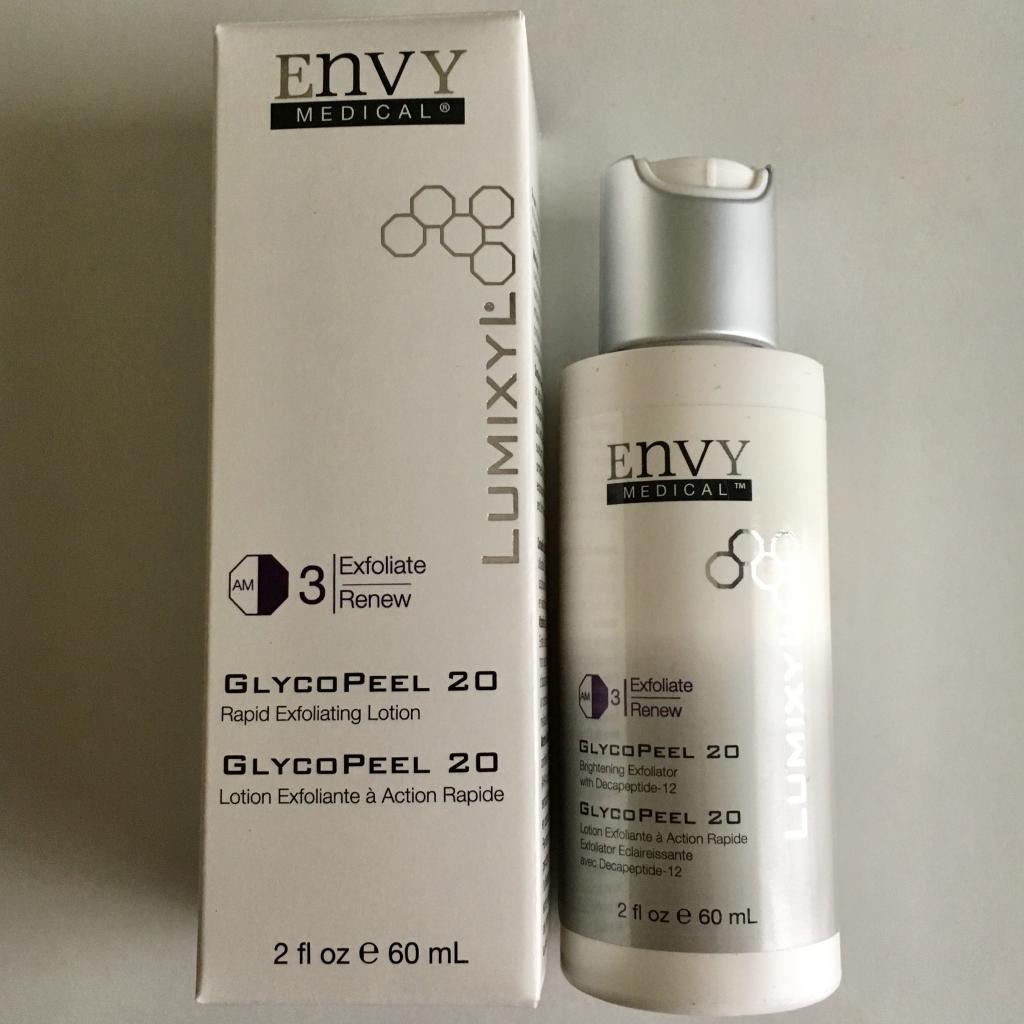 ENVY
MEDICAL®
LUMIXYL®
AM
3
Exfoliate
Renew
GLYCOPEEL 20
Rapid Exfoliating Lotion
GLYCOPEEL 20
Lotion Exfoliante à Action Rapide
2 fl oz ℮ 60 mL
ENVY
MEDICAL™
LUMIXYL
AM
3
Exfoliate
Renew
GLYCOPEEL 20
Brightening Exfoliator
with Decapeptide-12
GLYCOPEEL 20
Lotion Exfoliante à Action Rapide
Exfoliator Eclaireissante
avec Decapeptide-12
2 fl oz ℮ 60 mL